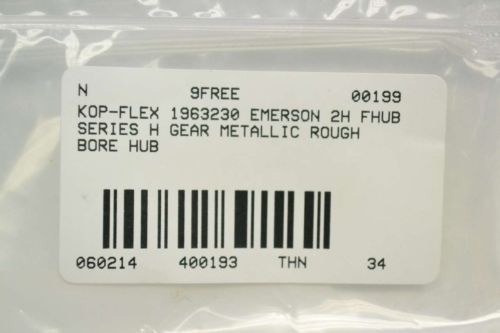 N 9FREE 00199
KOP-FLEX 1963230 EMERSON 2H FHUB
SERIES H GEAR METALLIC ROUGH
BORE HUB
060214 400193 THN 34